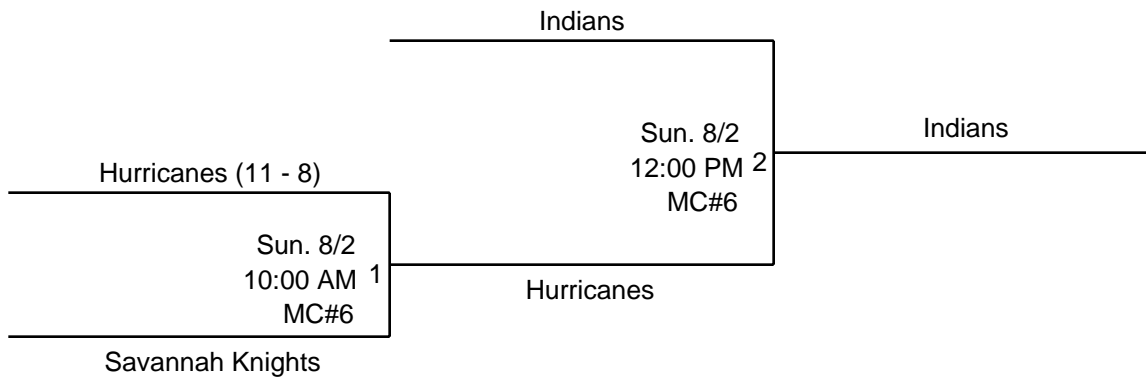 Indians
Sun. 8/2
12:00 PM 2
MC#6
Indians
Hurricanes (11 - 8)
Sun. 8/2
10:00 AM 1
MC#6
Hurricanes
Savannah Knights